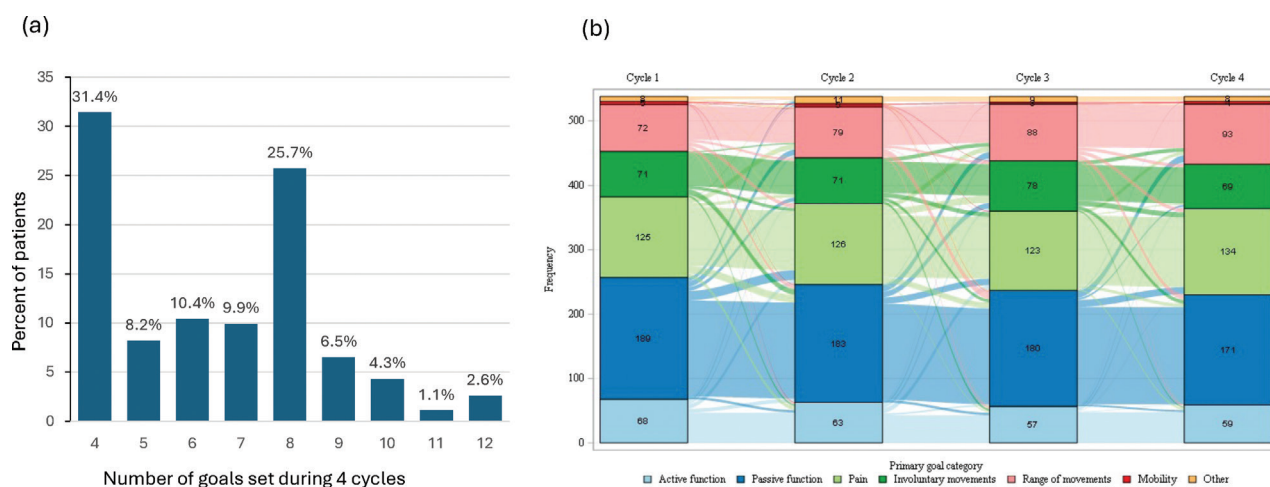 (a)
35
30
25
20
15
10
5
0
Percent of patients
31.4%
8.2%
10.4%
9.9%
25.7%
6.5%
4.3%
1.1%
2.6%
4 5 6 7 8 9 10 11 12
Number of goals set during 4 cycles
(b)
Cycle 1 Cycle 2 Cycle 3 Cycle 4
500
400
300
200
100
0
Frequency
8 11 9 8
72 79 88 93
71 71 78 69
125 126 123 134
189 183 180 171
68 63 57 59
Primary goal category
Active function Passive function Pain Involuntary movements Range of movements Mobility Other